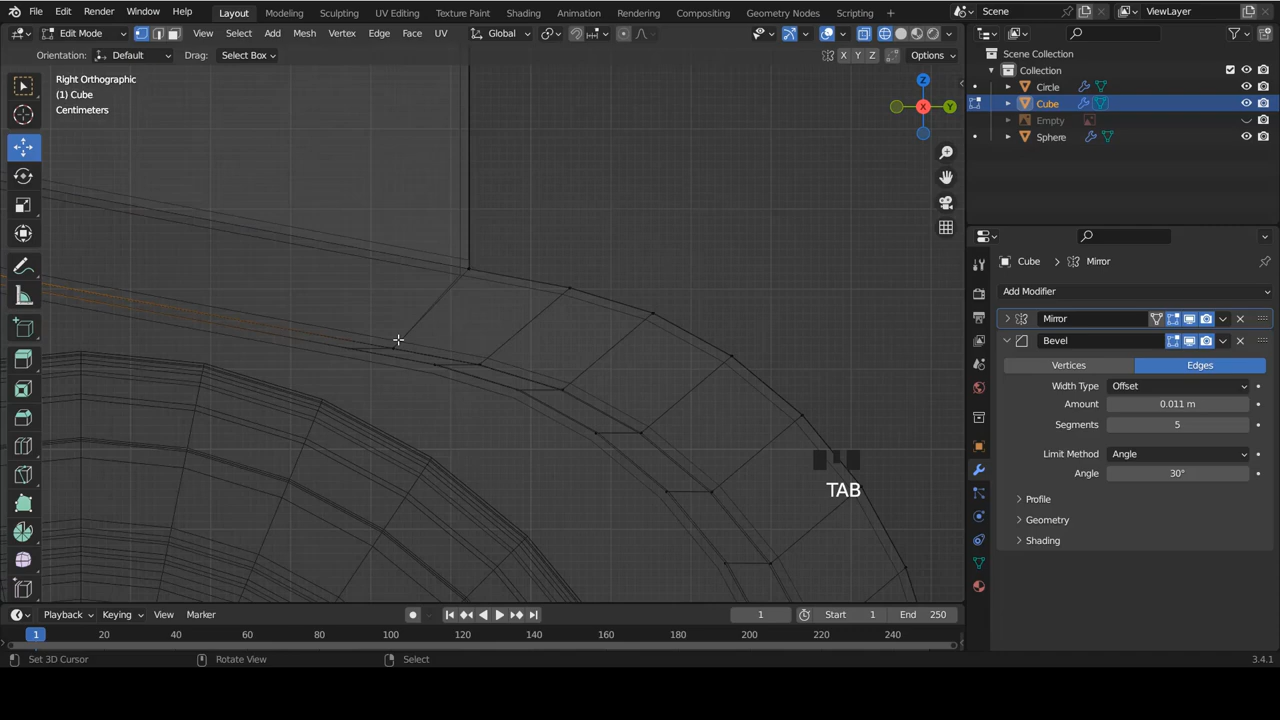 File Edit Render Window Help Layout Modeling Sculpting UV Editing Texture Paint Shading Animation Rendering Compositing Geometry Nodes Scripting Scene ViewLayer
Edit Mode View Select Add Mesh Vertex Edge Face UV Global
Orientation: Default Drag: Select Box X Y Z Options
Right Orthographic
(1) Cube
Centimeters
Z
X
Y
Scene Collection
Collection
Circle
Cube
Empty
Sphere
Cube > Mirror
Add Modifier
Mirror
Bevel
Vertices Edges
Width Type Offset
Amount 0.011 m
Segments 5
Limit Method Angle
Angle 30°
Profile
Geometry
Shading
TAB
Playback Keying View Marker 1 Start 1 End 250
1 20 40 60 80 100 120 140 160 180 200 220 240
Set 3D Cursor Rotate View Select 3.4.1